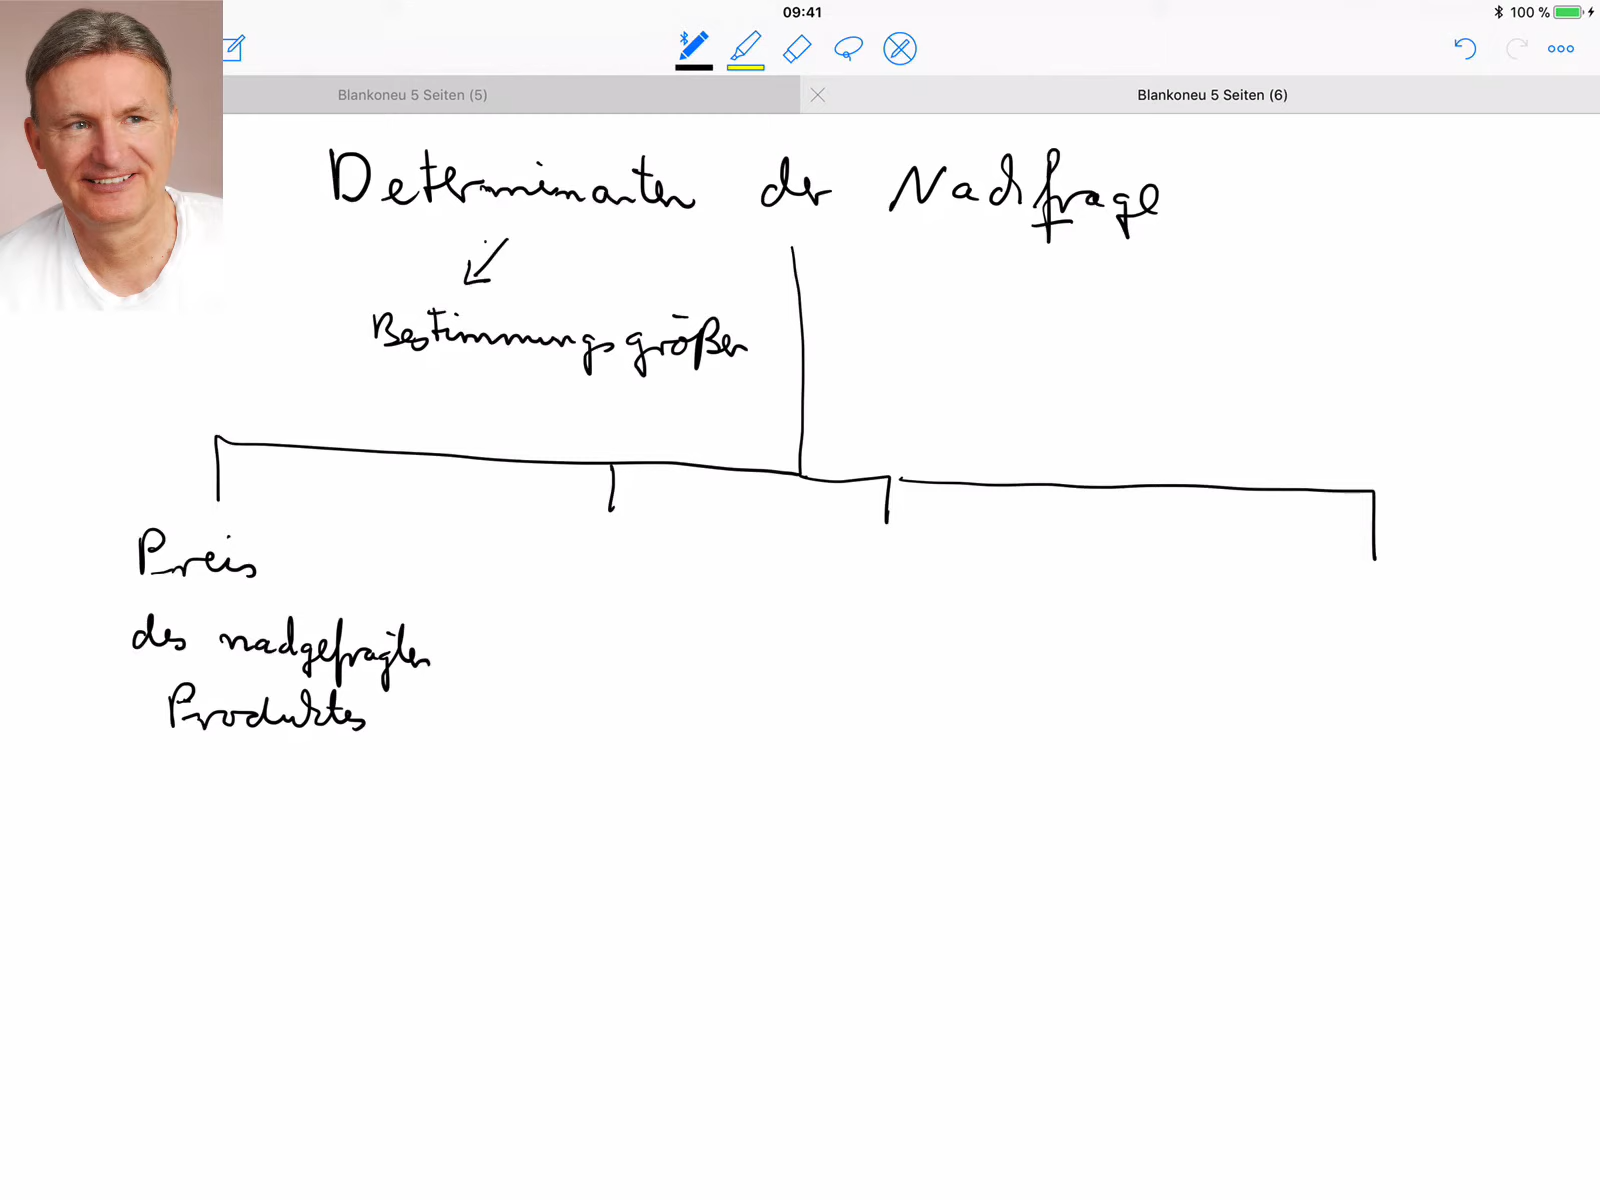 09:41
100 %
Blankoneu 5 Seiten (5)
Blankoneu 5 Seiten (6)
Determinanten der Nachfrage
Bestimmungsgrößen
Preis
des nachgefragten
Produktes